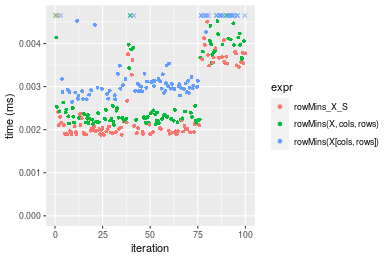 0.004
0.003
0.002
0.001
0.000
time (ms)
0
25
50
75
100
iteration
expr
rowMins_X_S
rowMins(X, cols, rows)
rowMins(X[cols, rows])